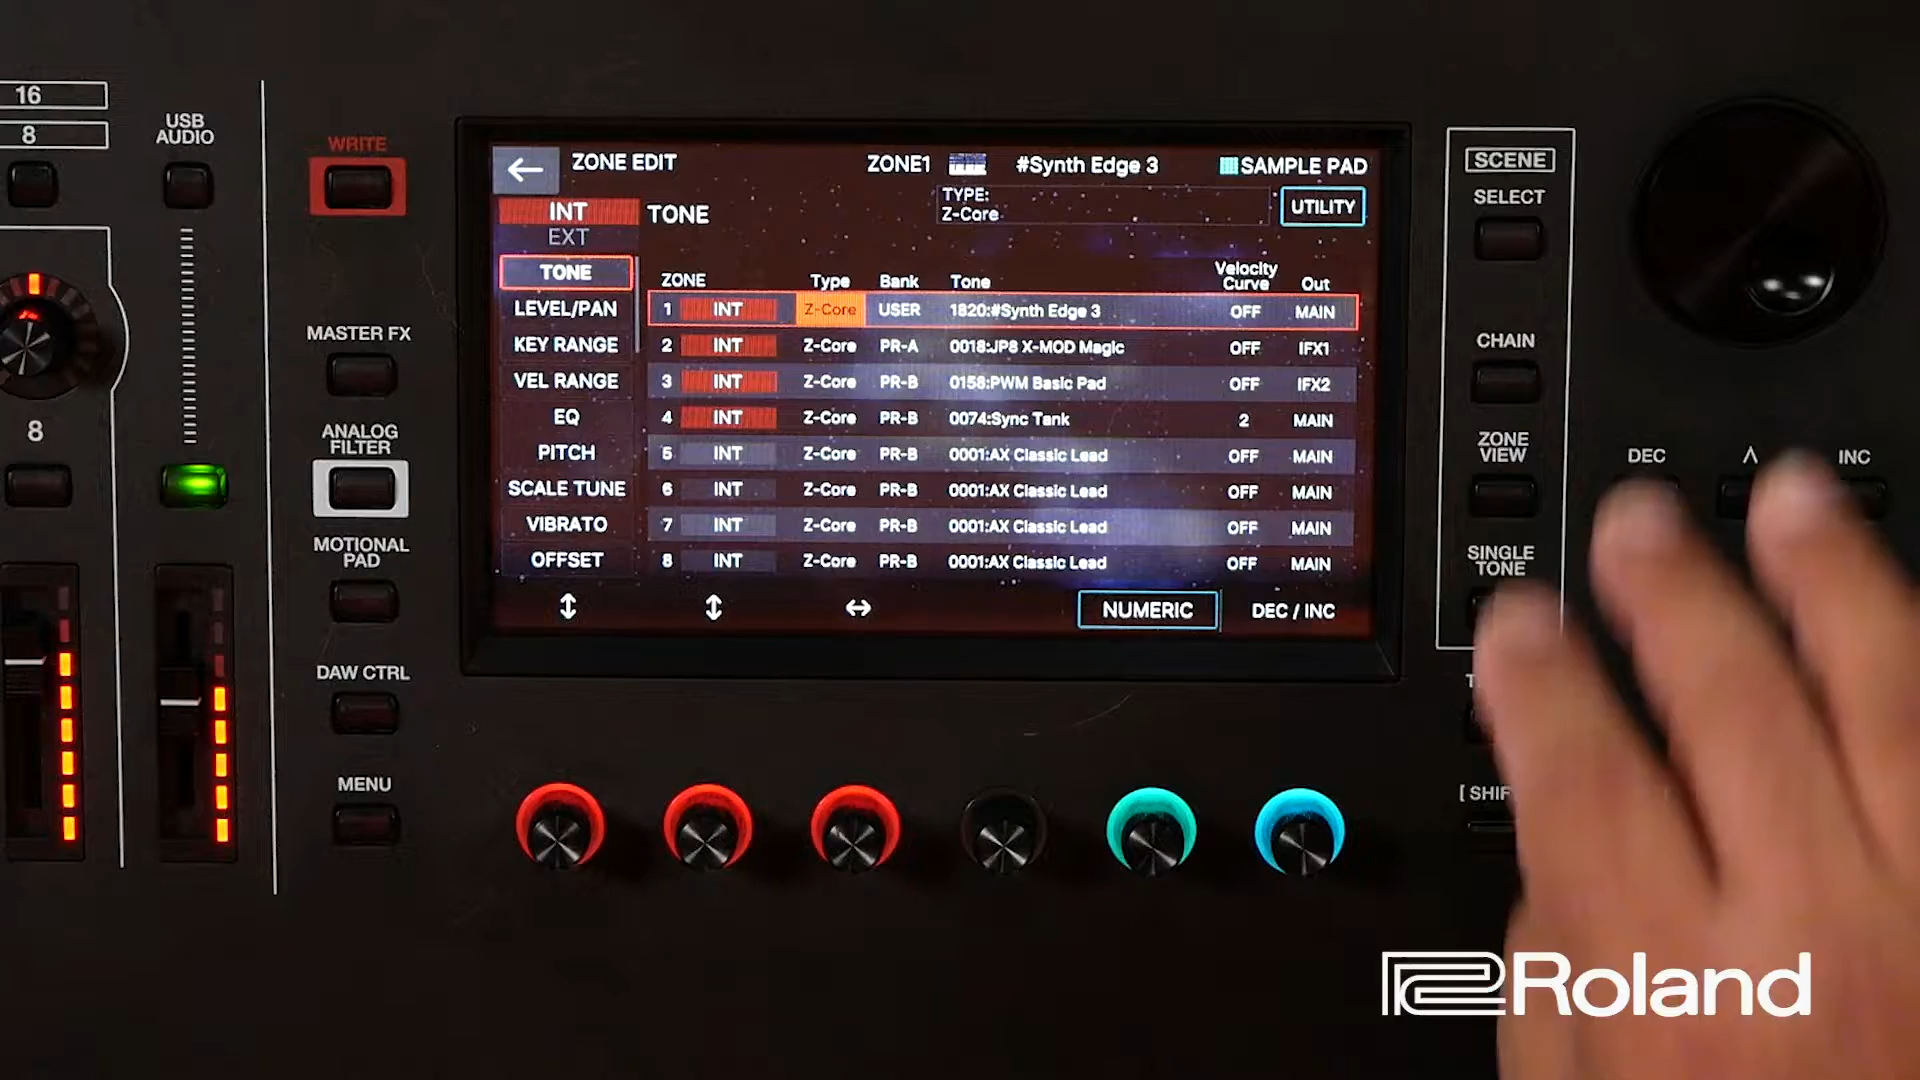 16
8
USB
AUDIO
8
WRITE
MASTER FX
ANALOG
FILTER
MOTIONAL
PAD
DAW CTRL
MENU
ZONE EDIT
ZONE1
#Synth Edge 3
SAMPLE PAD
TYPE:
Z-Core
UTILITY
INT
EXT
TONE
TONE
LEVEL/PAN
KEY RANGE
VEL RANGE
EQ
PITCH
SCALE TUNE
VIBRATO
OFFSET
ZONE Type Bank Tone Velocity Curve Out
1 INT Z-Core USER 1820:#Synth Edge 3 OFF MAIN
2 INT Z-Core PR-A 0018:JP8 X-MOD Magic OFF IFX1
3 INT Z-Core PR-B 0158:PWM Basic Pad OFF IFX2
4 INT Z-Core PR-B 0074:Sync Tank 2 MAIN
5 INT Z-Core PR-B 0001:AX Classic Lead OFF MAIN
6 INT Z-Core PR-B 0001:AX Classic Lead OFF MAIN
7 INT Z-Core PR-B 0001:AX Classic Lead OFF MAIN
8 INT Z-Core PR-B 0001:AX Classic Lead OFF MAIN
NUMERIC
DEC / INC
SCENE
SELECT
CHAIN
ZONE
VIEW
SINGLE
TONE
DEC
INC
Roland